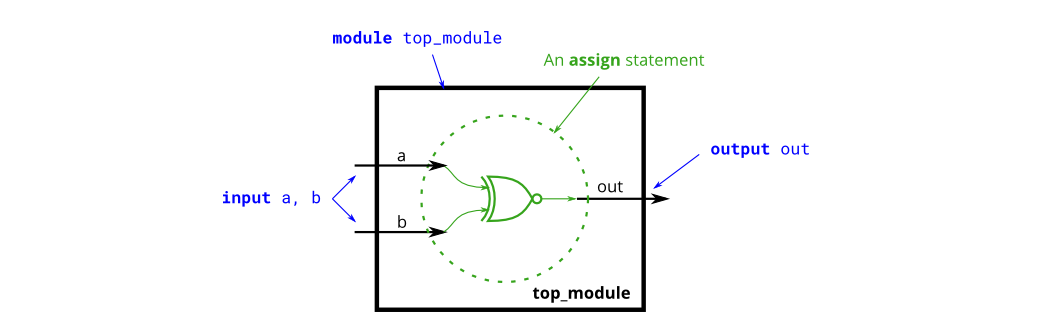 module top_module
An assign statement
a
output out
out
input a, b
b
top_module